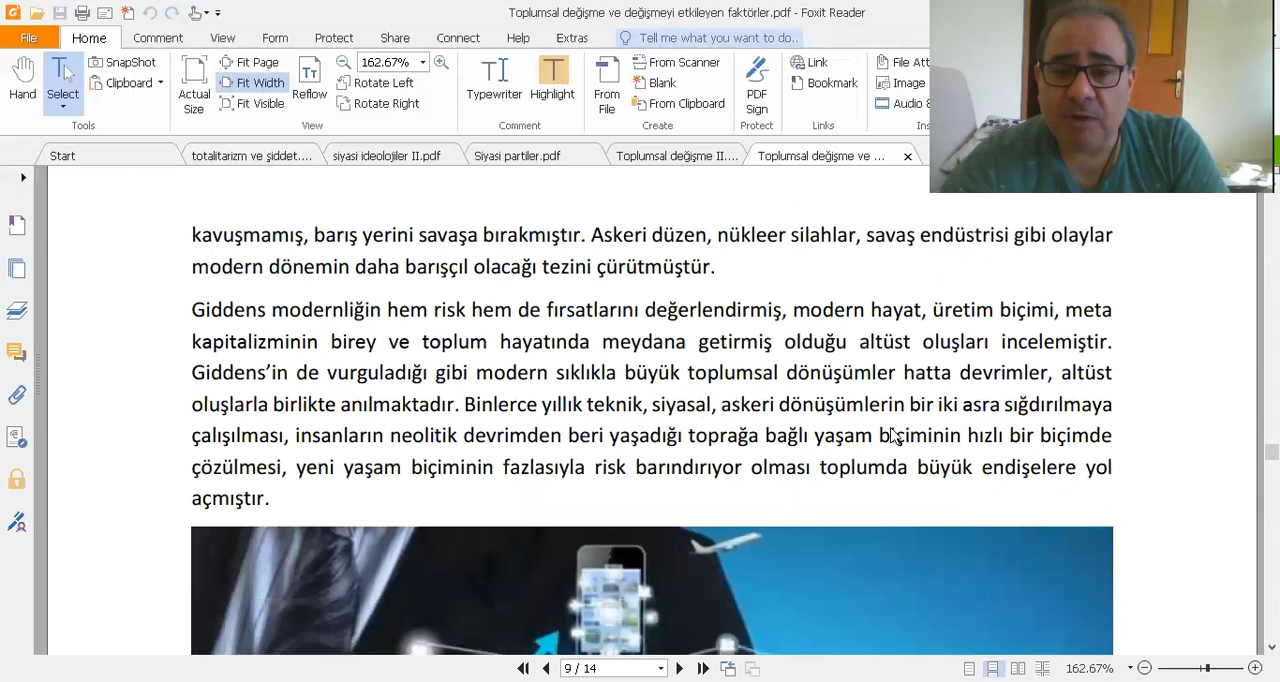 Toplumsal değişme ve değişmeyi etkileyen faktörler.pdf - Foxit Reader
File Home Comment View Form Protect Share Connect Help Extras Tell me what you want to do..
Hand
Select
SnapShot
Clipboard
Tools
Actual Size
Fit Page
Fit Width
Fit Visible
Reflow
162.67%
Rotate Left
Rotate Right
View
Typewriter
Highlight
Comment
From File
From Scanner
Blank
From Clipboard
Create
PDF Sign
Protect
Link
Bookmark
Links
File Att
Image
Audio &
Ins
Start totalitarizm ve şiddet.... siyasi ideolojiler II.pdf Siyasi partiler.pdf Toplumsal değişme II.... Toplumsal değişme ve ...
kavuşmamış, barış yerini savaşa bırakmıştır. Askeri düzen, nükleer silahlar, savaş endüstrisi gibi olaylar
modern dönemin daha barışçıl olacağı tezini çürütmüştür.
Giddens modernliğin hem risk hem de fırsatlarını değerlendirmiş, modern hayat, üretim biçimi, meta
kapitalizminin birey ve toplum hayatında meydana getirmiş olduğu altüst oluşları incelemiştir.
Giddens’in de vurguladığı gibi modern sıklıkla büyük toplumsal dönüşümler hatta devrimler, altüst
oluşlarla birlikte anılmaktadır. Binlerce yıllık teknik, siyasal, askeri dönüşümlerin bir iki asra sığdırılmaya
çalışılması, insanların neolitik devrimden beri yaşadığı toprağa bağlı yaşam biçiminin hızlı bir biçimde
çözülmesi, yeni yaşam biçiminin fazlasıyla risk barındırıyor olması toplumda büyük endişelere yol
açmıştır.
9 / 14
162.67%